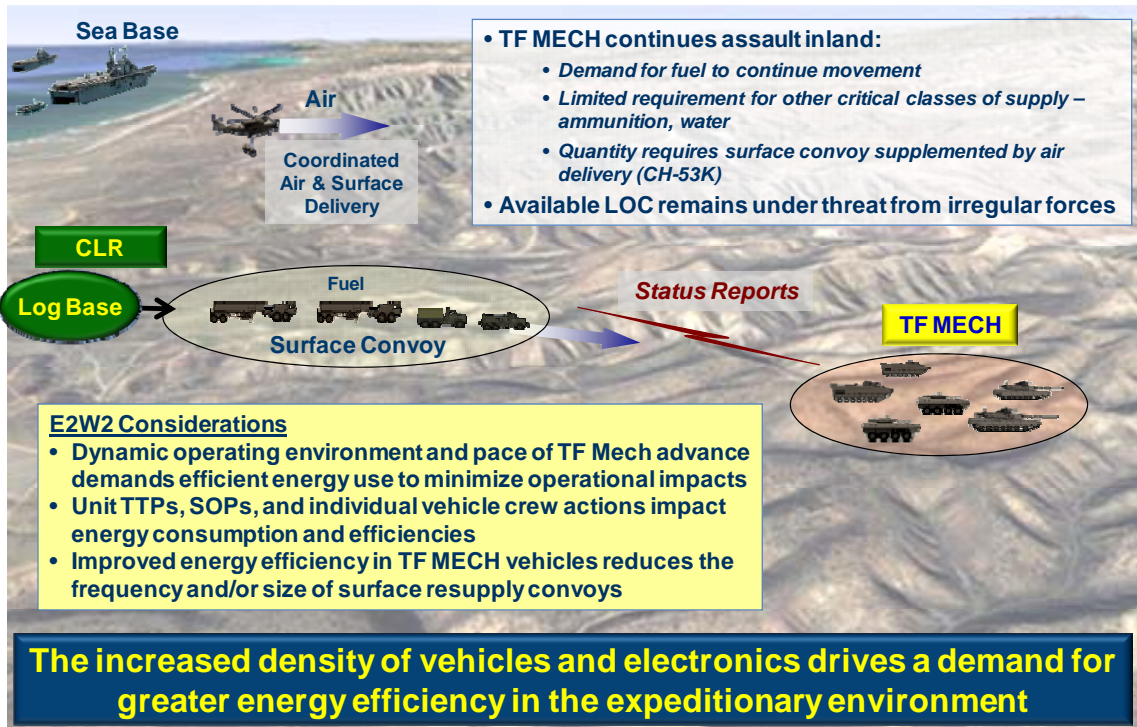 Sea Base
Air
Coordinated
Air & Surface
Delivery
• TF MECH continues assault inland:
• Demand for fuel to continue movement
• Limited requirement for other critical classes of supply –
ammunition, water
• Quantity requires surface convoy supplemented by air
delivery (CH-53K)
• Available LOC remains under threat from irregular forces
CLR
Log Base
Fuel
Surface Convoy
Status Reports
TF MECH
E2W2 Considerations
• Dynamic operating environment and pace of TF Mech advance
demands efficient energy use to minimize operational impacts
• Unit TTPs, SOPs, and individual vehicle crew actions impact
energy consumption and efficiencies
• Improved energy efficiency in TF MECH vehicles reduces the
frequency and/or size of surface resupply convoys
The increased density of vehicles and electronics drives a demand for
greater energy efficiency in the expeditionary environment